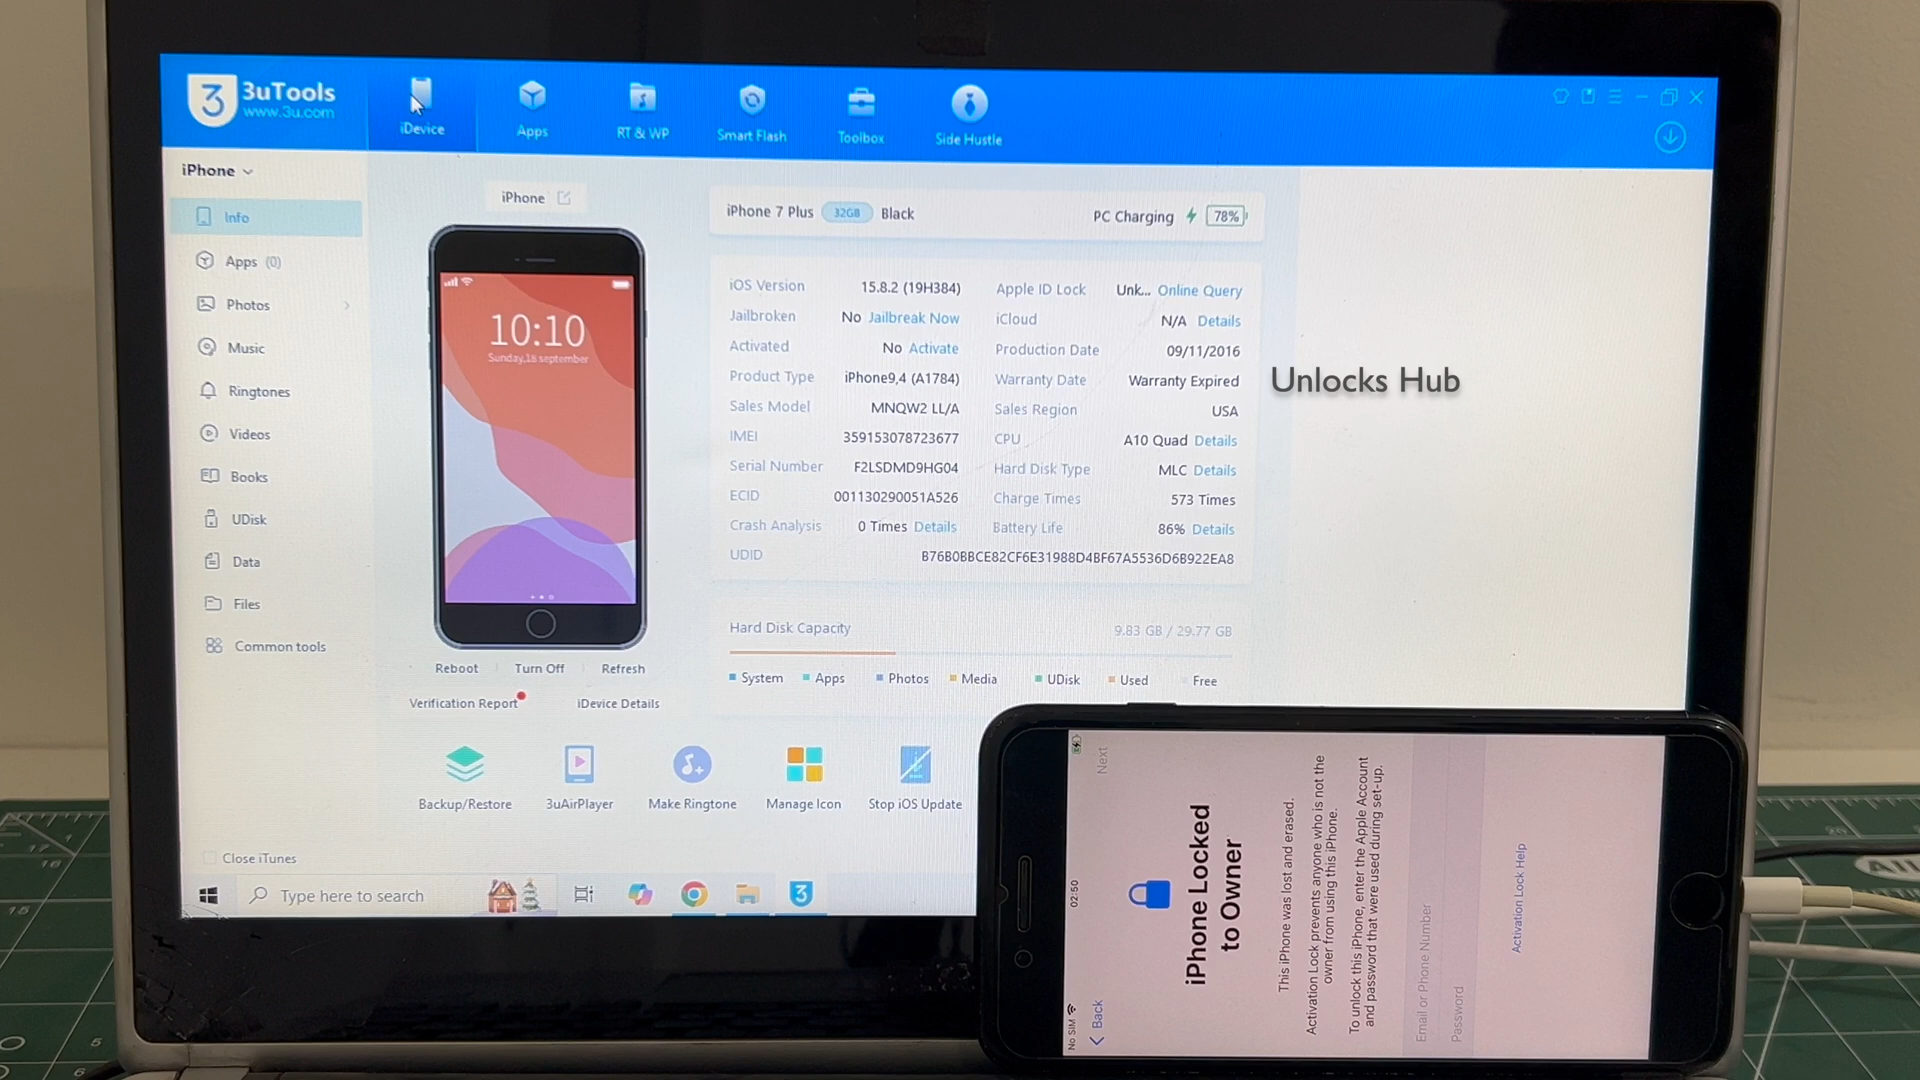 3uTools
www.3u.com
iDevice
Apps
RT & WP
Smart Flash
Toolbox
Side Hustle
iPhone
Info
Apps (0)
Photos
Music
Ringtones
Videos
Books
UDisk
Data
Files
Common tools
Close iTunes
iPhone
10:10
Sunday,18 september
Reboot
Turn Off
Refresh
Verification Report
iDevice Details
iPhone 7 Plus 32GB Black
PC Charging 78%
iOS Version 15.8.2 (19H384)
Apple ID Lock Unk... Online Query
Jailbroken No Jailbreak Now
iCloud N/A Details
Activated No Activate
Production Date 09/11/2016
Product Type iPhone9,4 (A1784)
Warranty Date Warranty Expired
Sales Model MNQW2 LL/A
Sales Region USA
IMEI 359153078723677
CPU A10 Quad Details
Serial Number F2LSDMD9HG04
Hard Disk Type MLC Details
ECID 001130290051A526
Charge Times 573 Times
Crash Analysis 0 Times Details
Battery Life 86% Details
UDID B76B0BBCE82CF6E31988D4BF67A5536D6B922EA8
Hard Disk Capacity 9.83 GB / 29.77 GB
System Apps Photos Media UDisk Used Free
Backup/Restore
3uAirPlayer
Make Ringtone
Manage Icon
Stop iOS Update
Type here to search
Unlocks Hub
No SIM 02:50
Back
Next
iPhone Locked
to Owner
This iPhone was lost and erased.
Activation Lock prevents anyone who is not the
owner from using this iPhone.
To unlock this iPhone, enter the Apple Account
and password that were used during set-up.
Email or Phone Number
Password
Activation Lock Help
16
15
5
6